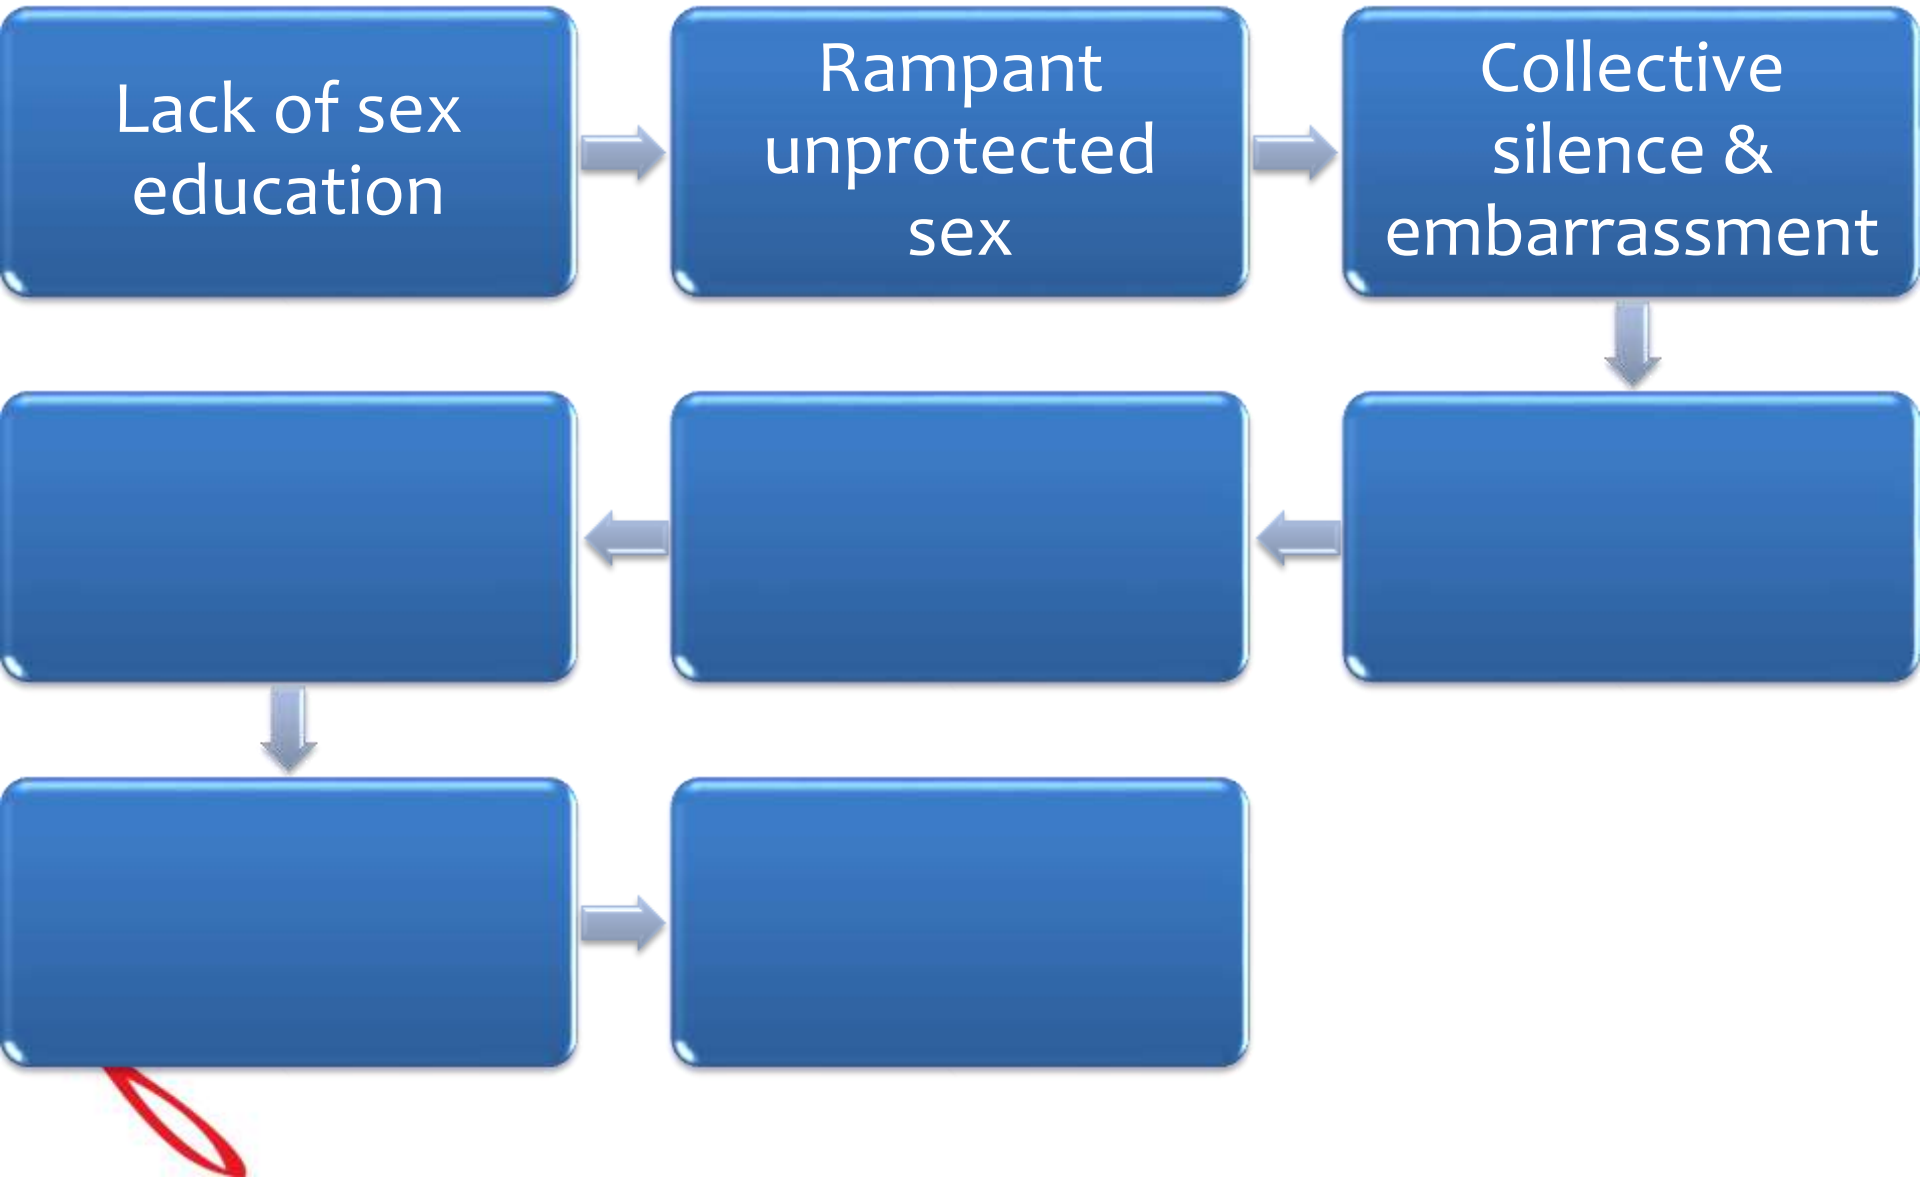 Lack of sex
education
Rampant
unprotected
sex
Collective
silence &
embarrassment